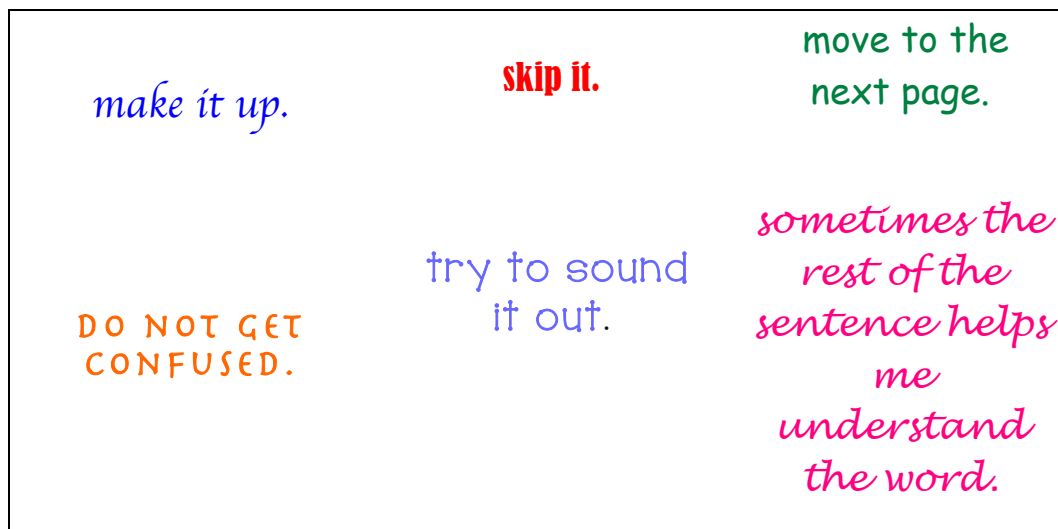 make it up.
skip it.
move to the
next page.
DO NOT GET
CONFUSED.
try to sound
it out.
sometimes the
rest of the
sentence helps
me
understand
the word.